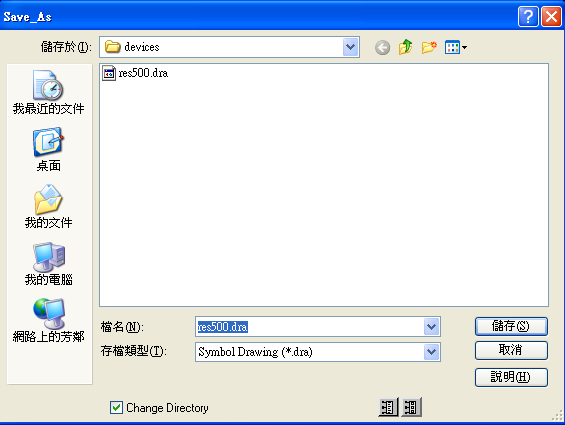 Save_As
儲存於(I):
devices
res500.dra
我最近的文件
桌面
我的文件
我的電腦
網路上的芳鄰
檔名(N):
res500.dra
儲存(S)
存檔類型(T):
Symbol Drawing (*.dra)
取消
說明(H)
Change Directory